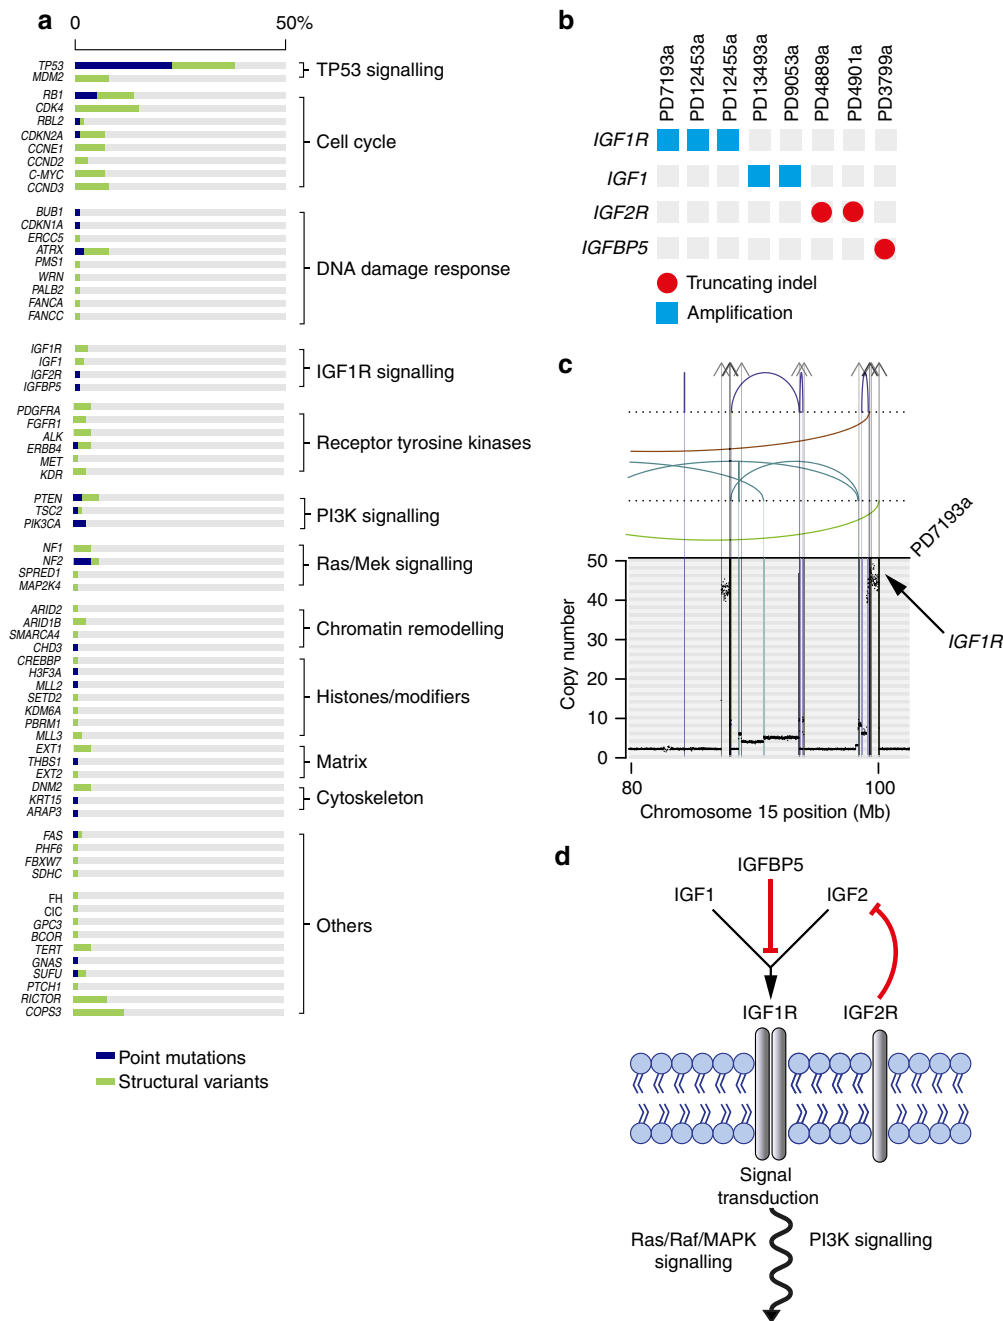 a
0 50%
TP53
MDM2
TP53 signalling
RB1
CDK4
RBL2
CDKN2A
CCNE1
CCND2
C-MYC
CCND3
Cell cycle
BUB1
CDKN1A
ERCC5
ATRX
PMS1
WRN
PALB2
FANCA
FANCC
DNA damage response
IGF1R
IGF1
IGF2R
IGFBP5
IGF1R signalling
PDGFRA
FGFR1
ALK
ERBB4
MET
KDR
Receptor tyrosine kinases
PTEN
TSC2
PIK3CA
PI3K signalling
NF1
NF2
SPRED1
MAP2K4
Ras/Mek signalling
ARID2
ARID1B
SMARCA4
CHD3
Chromatin remodelling
CREBBP
H3F3A
MLL2
SETD2
KDM6A
PBRM1
MLL3
Histones/modifiers
EXT1
THBS1
EXT2
Matrix
DNM2
KRT15
ARAP3
Cytoskeleton
FAS
PHF6
FBXW7
SDHC
FH
CIC
GPC3
BCOR
TERT
GNAS
SUFU
PTCH1
RICTOR
COPS3
Others
Point mutations
Structural variants
b
PD7193a
PD12453a
PD12455a
PD13493a
PD9053a
PD4889a
PD4901a
PD3799a
IGF1R
IGF1
IGF2R
IGFBP5
Truncating indel
Amplification
c
PD7193a
50
40
30
20
10
0
Copy number
IGF1R
80 100
Chromosome 15 position (Mb)
d
IGFBP5
IGF1 IGF2
IGF1R IGF2R
Signal
transduction
Ras/Raf/MAPK
signalling
PI3K signalling